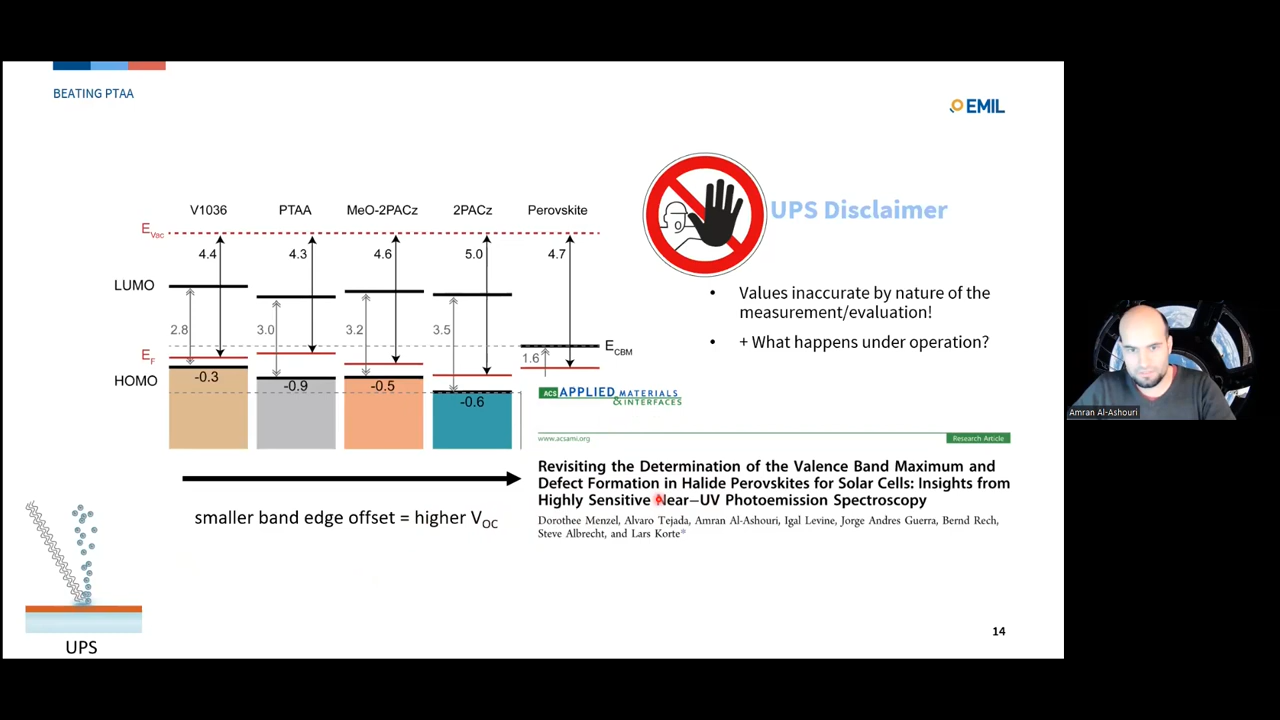 BEATING PTAA
EMIL
V1036
PTAA
MeO-2PACz
2PACz
Perovskite
EVac
4.4
4.3
4.6
5.0
4.7
LUMO
2.8
3.0
3.2
3.5
1.6
ECBM
EF
HOMO
-0.3
-0.9
-0.5
-0.6
smaller band edge offset = higher VOC
UPS
UPS Disclaimer
• Values inaccurate by nature of the
measurement/evaluation!
• + What happens under operation?
ACS APPLIED MATERIALS
& INTERFACES
www.acsami.org
Research Article
Revisiting the Determination of the Valence Band Maximum and
Defect Formation in Halide Perovskites for Solar Cells: Insights from
Highly Sensitive Near−UV Photoemission Spectroscopy
Dorothee Menzel, Alvaro Tejada, Amran Al-Ashouri, Igal Levine, Jorge Andres Guerra, Bernd Rech,
Steve Albrecht, and Lars Korte*
14
Amran Al-Ashouri